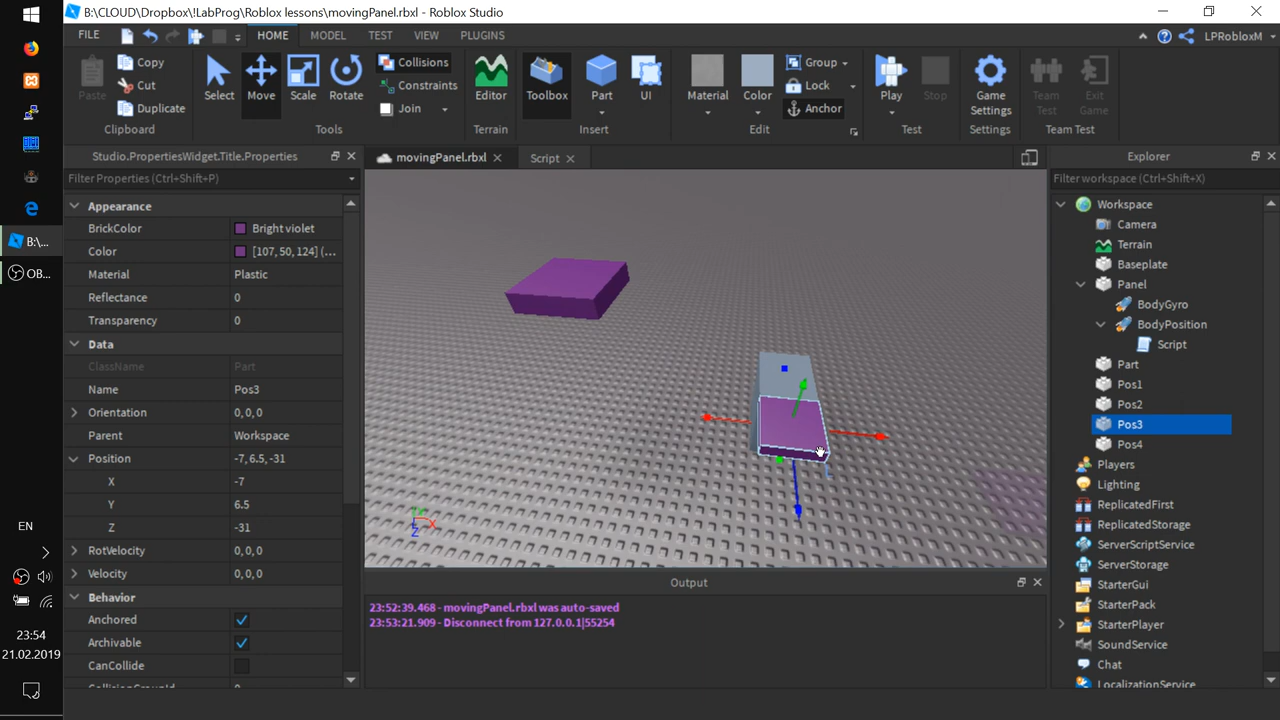 B:\CLOUD\Dropbox\!LabProg\Roblox lessons\movingPanel.rbxl - Roblox Studio
FILE
HOME
MODEL
TEST
VIEW
PLUGINS
LPRobloxM
Paste
Copy
Cut
Duplicate
Clipboard
Select
Move
Scale
Rotate
Collisions
Constraints
Join
Tools
Editor
Terrain
Toolbox
Part
UI
Insert
Material
Color
Group
Lock
Anchor
Edit
Play
Stop
Test
Game Settings
Settings
Team Test
Exit Game
Team Test
Studio.PropertiesWidget.Title.Properties
Filter Properties (Ctrl+Shift+P)
Appearance
BrickColor Bright violet
Color [107, 50, 124] (...
Material Plastic
Reflectance 0
Transparency 0
Data
ClassName Part
Name Pos3
Orientation 0, 0, 0
Parent Workspace
Position -7, 6.5, -31
X -7
Y 6.5
Z -31
RotVelocity 0, 0, 0
Velocity 0, 0, 0
Behavior
Anchored
Archivable
CanCollide
movingPanel.rbxl
Script
X
Z
Output
23:52:39.468 - movingPanel.rbxl was auto-saved
23:53:21.909 - Disconnect from 127.0.0.1|55254
Explorer
Filter workspace (Ctrl+Shift+X)
Workspace
Camera
Terrain
Baseplate
Panel
BodyGyro
BodyPosition
Script
Part
Pos1
Pos2
Pos3
Pos4
Players
Lighting
ReplicatedFirst
ReplicatedStorage
ServerScriptService
ServerStorage
StarterGui
StarterPack
StarterPlayer
SoundService
Chat
LocalizationService
B:\...
OB...
EN
23:54
21.02.2019